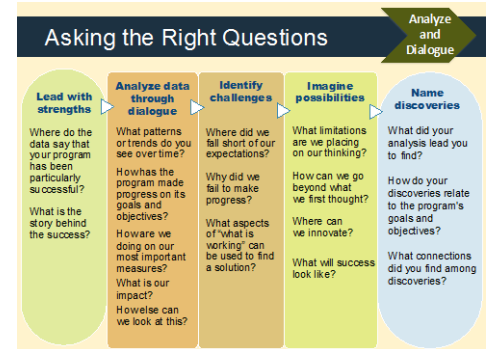 Asking the Right Questions
Analyze
and
Dialogue
Lead with
strengths
Where do the
data say that
your program
has been
particularly
successful?
What is the
story behind
the success?
Analyze data
through
dialogue
What patterns
or trends do you
see over time?
Howhas the
program made
progress on its
goals and
objectives?
Howare we
doing on our
most important
measures?
What is our
impact?
Howelse can
we look at this?
Identify
challenges
Where did we
fall short of our
expectations?
Why did we
fail to make
progress?
What aspects
of “what is
working” can
be used to find
a solution?
Imagine
possibilities
What limitations
are we placing
on our thinking?
How can we go
beyond what
we first thought?
Where can
we innovate?
What will success
look like?
Name
discoveries
What did your
analysis lead you
to find?
How do your
discoveries relate
to the program's
goals and
objectives?
What connections
did you find among
discoveries?